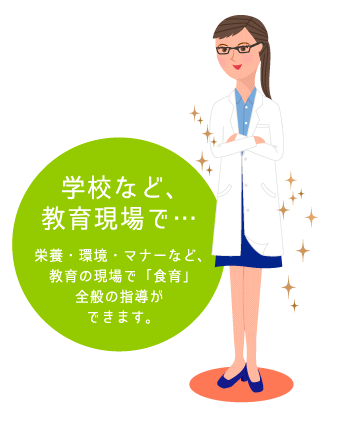 学校など、
教育現場で…
栄養・環境・マナーなど、
教育の現場で「食育」
全般の指導が
できます。